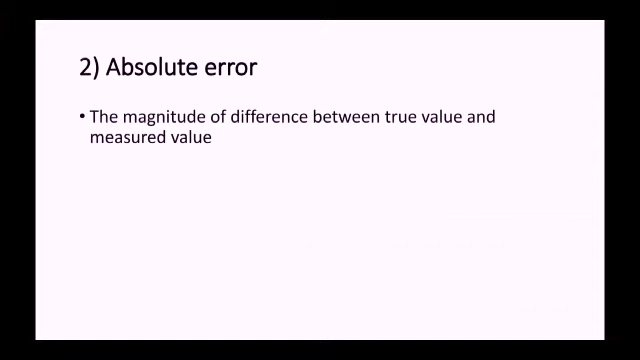 2) Absolute error
• The magnitude of difference between true value and
measured value